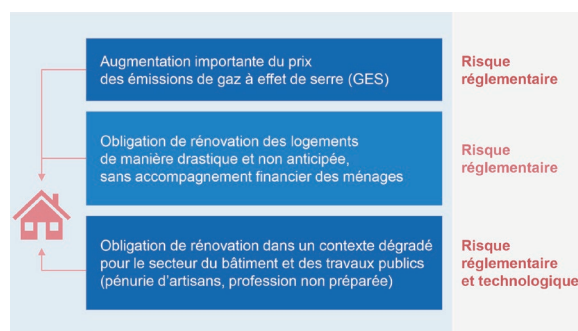 Augmentation importante du prix
des émissions de gaz à effet de serre (GES)
Risque
réglementaire
Obligation de rénovation des logements
de manière drastique et non anticipée,
sans accompagnement financier des ménages
Risque
réglementaire
Obligation de rénovation dans un contexte dégradé
pour le secteur du bâtiment et des travaux publics
(pénurie d'artisans, profession non préparée)
Risque
réglementaire
et technologique